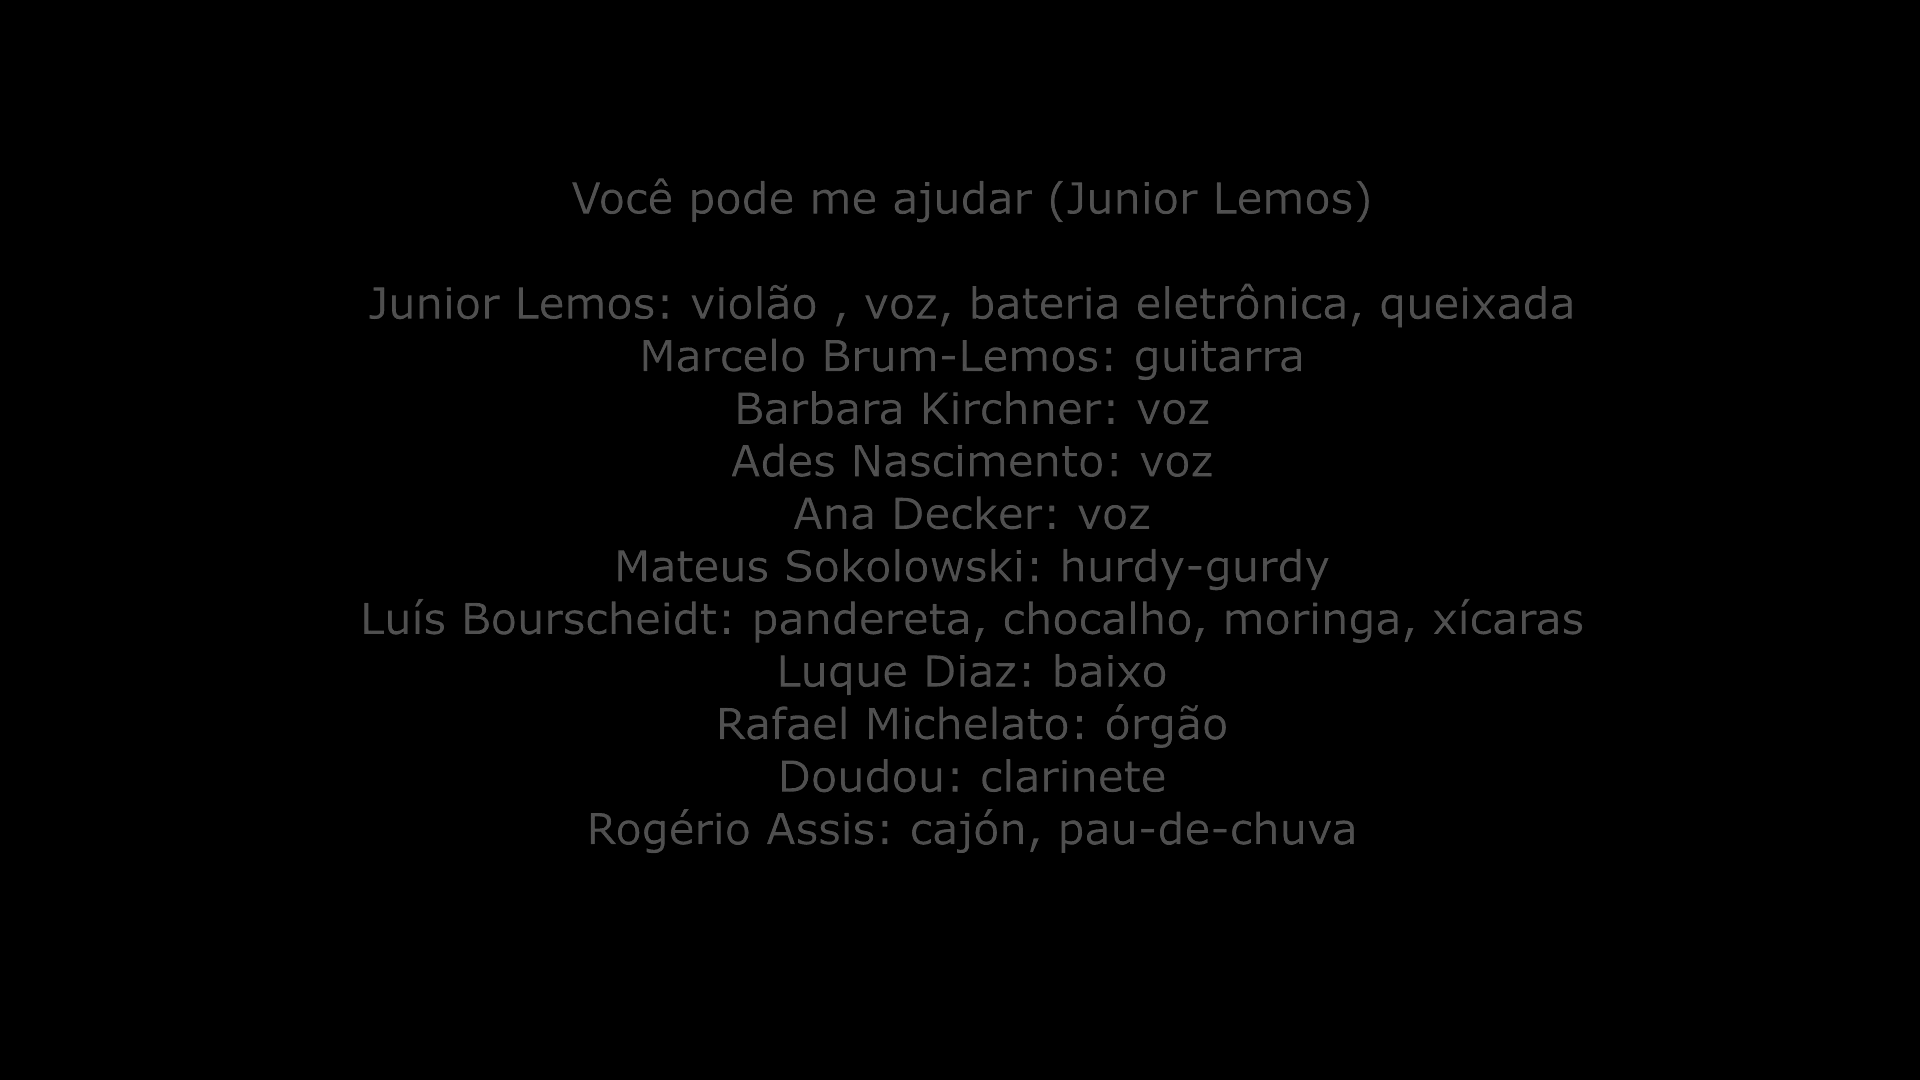 Você pode me ajudar (Junior Lemos)
Junior Lemos: violão , voz, bateria eletrônica, queixada
Marcelo Brum-Lemos: guitarra
Barbara Kirchner: voz
Ades Nascimento: voz
Ana Decker: voz
Mateus Sokolowski: hurdy-gurdy
Luís Bourscheidt: pandereta, chocalho, moringa, xícaras
Luque Diaz: baixo
Rafael Michelato: órgão
Doudou: clarinete
Rogério Assis: cajón, pau-de-chuva